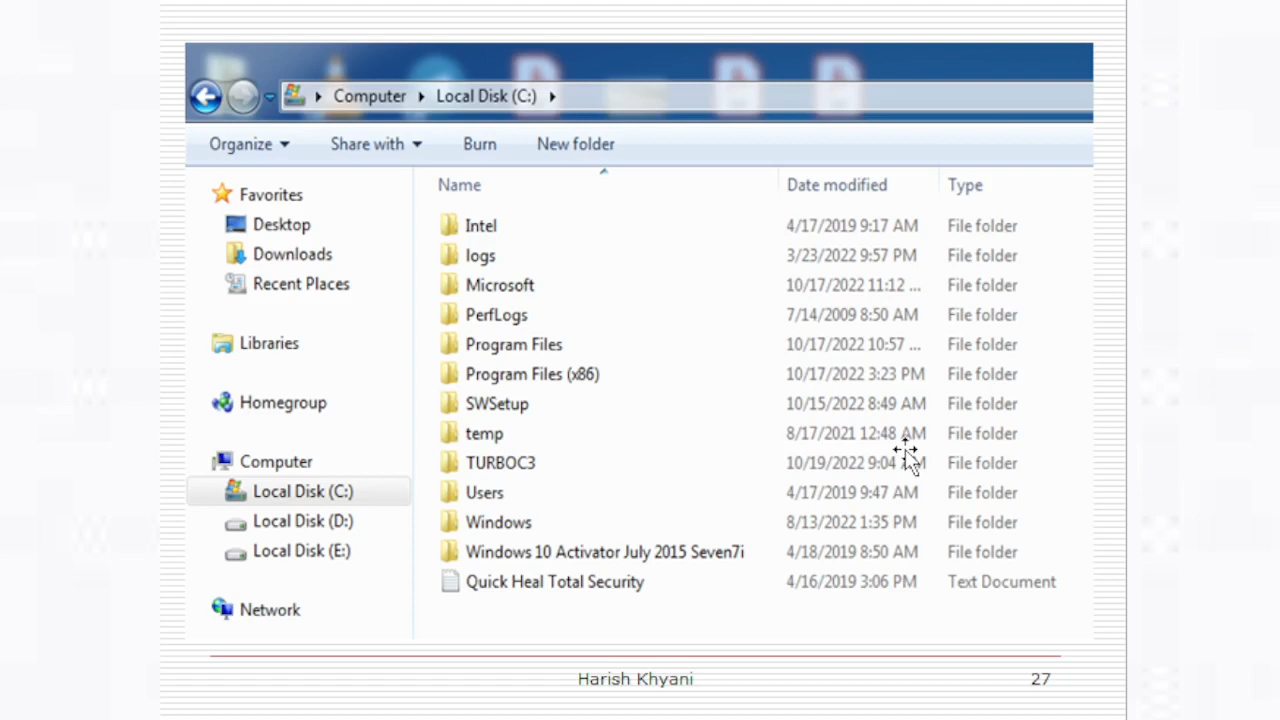 Computer Local Disk (C:)
Organize Share with Burn New folder
Name Date modified Type
Favorites
Desktop
Downloads
Recent Places
Libraries
Homegroup
Computer
Local Disk (C:)
Local Disk (D:)
Local Disk (E:)
Network
Intel 4/17/2019 9:17 AM File folder
logs 3/23/2022 9:57 PM File folder
Microsoft 10/17/2022 11:12 ... File folder
PerfLogs 7/14/2009 8:50 AM File folder
Program Files 10/17/2022 10:57 ... File folder
Program Files (x86) 10/17/2022 3:23 PM File folder
SWSetup 10/15/2022 8:49 AM File folder
temp 8/17/2021 12:48 AM File folder
TURBOC3 10/19/2022 9:04 File folder
Users 4/17/2019 9:47 AM File folder
Windows 8/13/2022 1:35 PM File folder
Windows 10 Activator July 2015 Seven7i 4/18/2019 8:50 AM File folder
Quick Heal Total Security 4/16/2019 3:06 PM Text Document
Harish Khyani 27